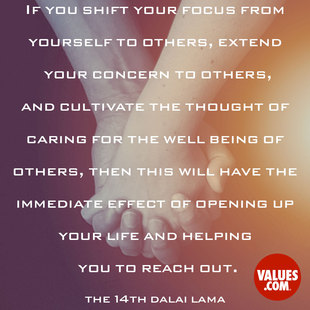 If you shift your focus from
yourself to others, extend
your concern to others,
and cultivate the thought of
caring for the well being of
others, then this will have the
immediate effect of opening up
your life and helping
you to reach out.
the 14th dalai lama
VALUES
.COM